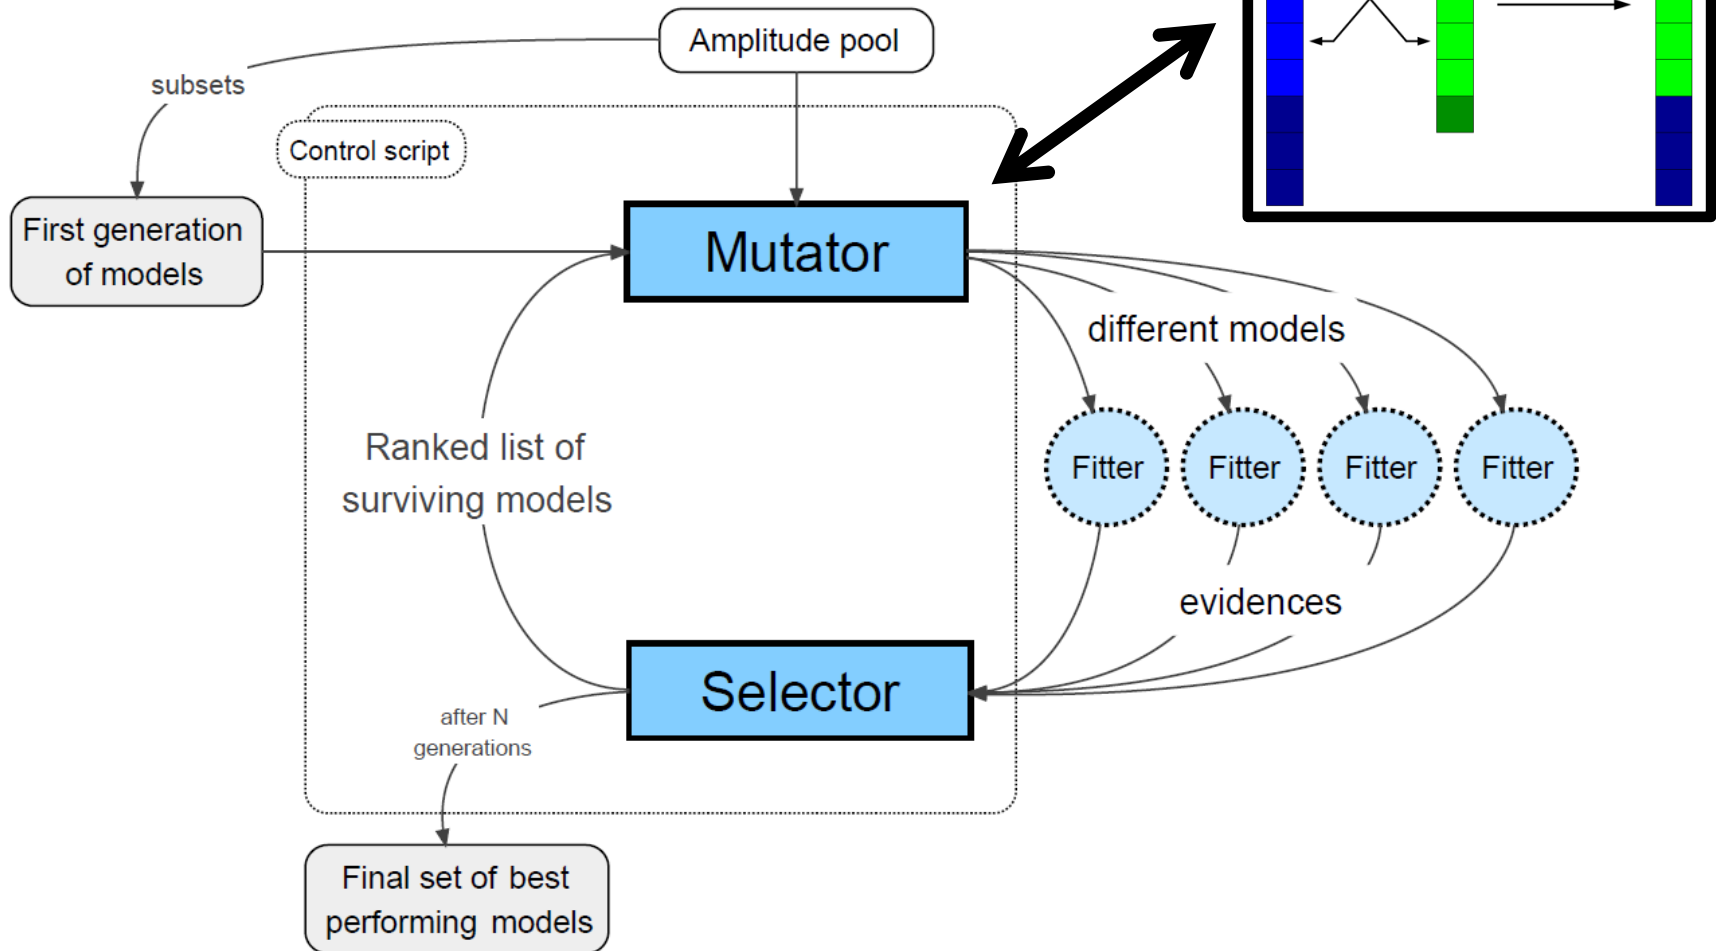 Amplitude pool
subsets
Control script
First generation
of models
Mutator
different models
Ranked list of
surviving models
Fitter
Fitter
Fitter
Fitter
evidences
Selector
after N
generations
Final set of best
performing models